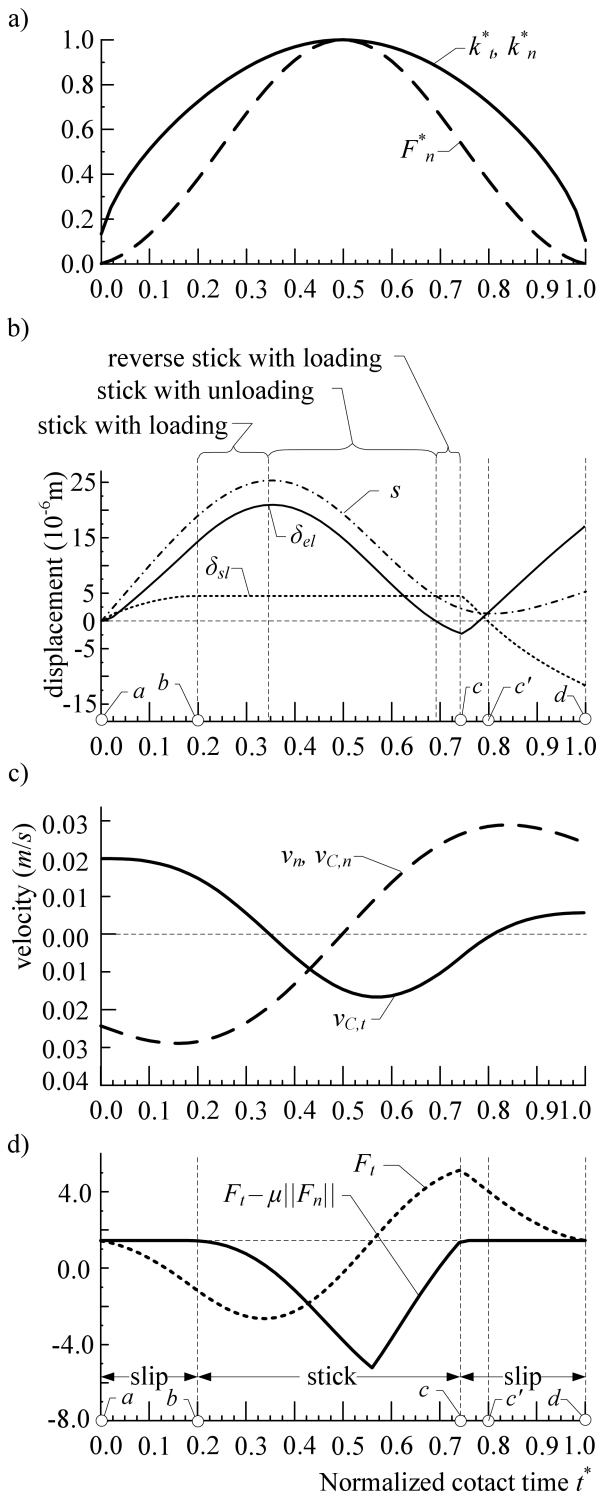 a)
1.0
0.8
0.6
0.4
0.2
0.0
k*t, k*n
F*n
0.0 0.1 0.2 0.3 0.4 0.5 0.6 0.7 0.8 0.9 1.0
b)
reverse stick with loading
stick with unloading
stick with loading
displacement (10-6m)
25
15
5
0
-5
-15
s
δel
δsl
a b c c' d
0.0 0.1 0.2 0.3 0.4 0.5 0.6 0.7 0.8 0.9 1.0
c)
velocity (m/s)
0.03
0.02
0.01
0.00
0.01
0.02
0.03
0.04
vn, vC,n
vC,t
0.0 0.1 0.2 0.3 0.4 0.5 0.6 0.7 0.8 0.9 1.0
d)
4.0
0.0
-4.0
-8.0
Ft
Ft – μ||Fn||
slip stick slip
a b c c' d
0.0 0.1 0.2 0.3 0.4 0.5 0.6 0.7 0.8 0.9 1.0
Normalized cotact time t*